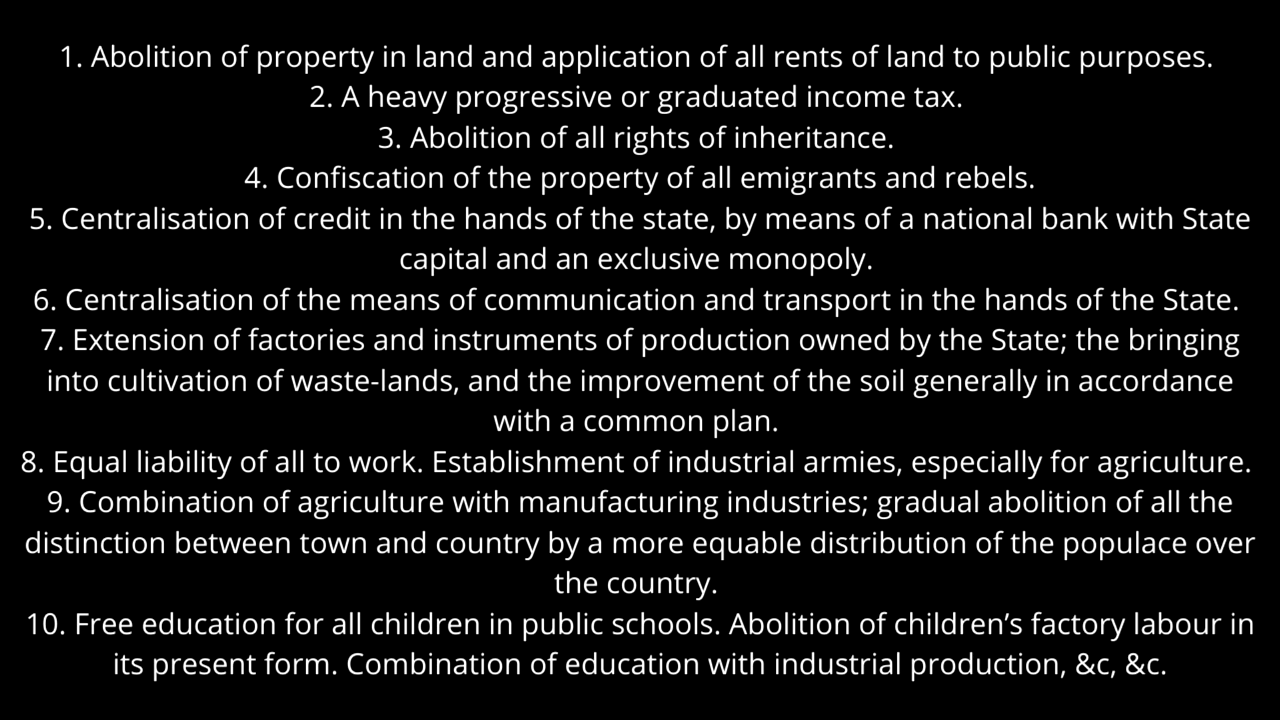 1. Abolition of property in land and application of all rents of land to public purposes.
2. A heavy progressive or graduated income tax.
3. Abolition of all rights of inheritance.
4. Confiscation of the property of all emigrants and rebels.
5. Centralisation of credit in the hands of the state, by means of a national bank with State
capital and an exclusive monopoly.
6. Centralisation of the means of communication and transport in the hands of the State.
7. Extension of factories and instruments of production owned by the State; the bringing
into cultivation of waste-lands, and the improvement of the soil generally in accordance
with a common plan.
8. Equal liability of all to work. Establishment of industrial armies, especially for agriculture.
9. Combination of agriculture with manufacturing industries; gradual abolition of all the
distinction between town and country by a more equable distribution of the populace over
the country.
10. Free education for all children in public schools. Abolition of children’s factory labour in
its present form. Combination of education with industrial production, &c, &c.